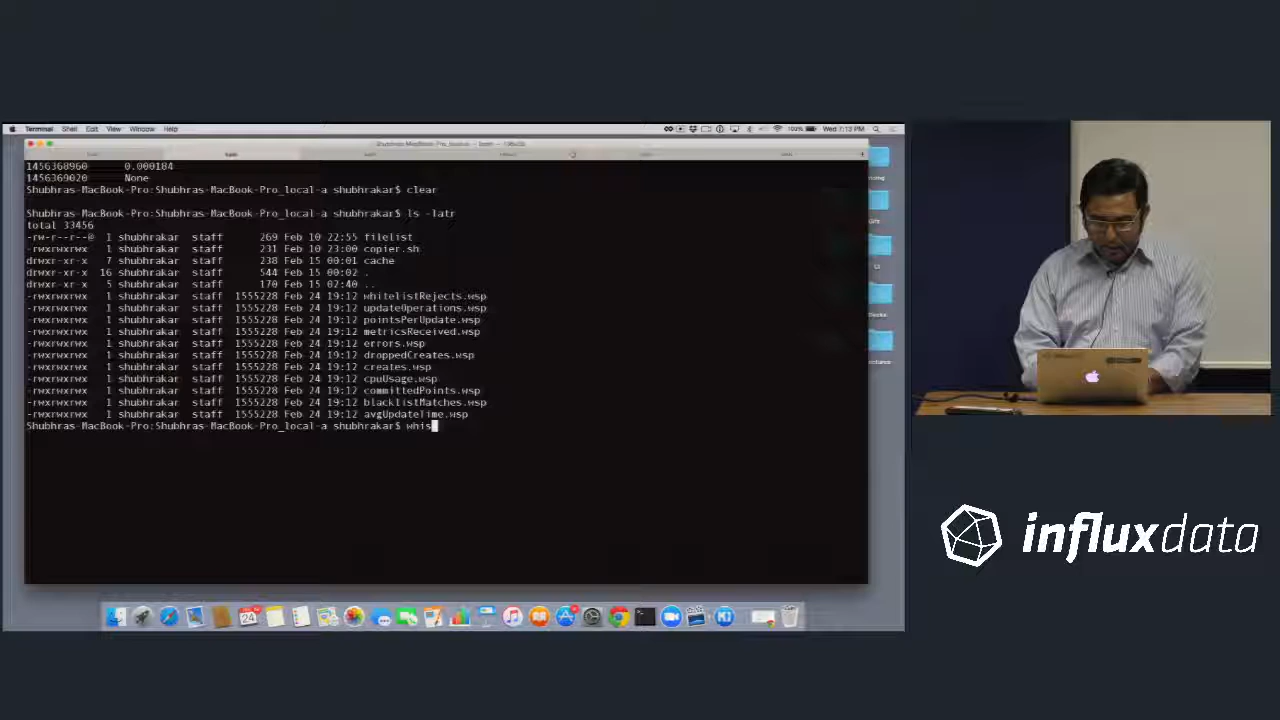 Terminal Shell Edit View Window Help
100% Wed 7:13 PM
1456368960 0.000184
1456369020 None
Shubhras-MacBook-Pro:Shubhras-MacBook-Pro_local-a shubhrakar$ clear
Shubhras-MacBook-Pro:Shubhras-MacBook-Pro_local-a shubhrakar$ ls -latr
total 33456
-rw-r--r--@ 1 shubhrakar staff 269 Feb 10 22:55 filelist
-rwxrwxrwx 1 shubhrakar staff 231 Feb 10 23:00 copier.sh
drwxr-xr-x 7 shubhrakar staff 238 Feb 15 00:01 cache
drwxr-xr-x 16 shubhrakar staff 544 Feb 15 00:02 .
drwxr-xr-x 5 shubhrakar staff 170 Feb 15 02:40 ..
-rwxrwxrwx 1 shubhrakar staff 1555228 Feb 24 19:12 whitelistRejects.wsp
-rwxrwxrwx 1 shubhrakar staff 1555228 Feb 24 19:12 updateOperations.wsp
-rwxrwxrwx 1 shubhrakar staff 1555228 Feb 24 19:12 pointsPerUpdate.wsp
-rwxrwxrwx 1 shubhrakar staff 1555228 Feb 24 19:12 metricsReceived.wsp
-rwxrwxrwx 1 shubhrakar staff 1555228 Feb 24 19:12 errors.wsp
-rwxrwxrwx 1 shubhrakar staff 1555228 Feb 24 19:12 droppedCreates.wsp
-rwxrwxrwx 1 shubhrakar staff 1555228 Feb 24 19:12 creates.wsp
-rwxrwxrwx 1 shubhrakar staff 1555228 Feb 24 19:12 cpuUsage.wsp
-rwxrwxrwx 1 shubhrakar staff 1555228 Feb 24 19:12 committedPoints.wsp
-rwxrwxrwx 1 shubhrakar staff 1555228 Feb 24 19:12 blacklistMatches.wsp
-rwxrwxrwx 1 shubhrakar staff 1555228 Feb 24 19:12 avgUpdateTime.wsp
Shubhras-MacBook-Pro:Shubhras-MacBook-Pro_local-a shubhrakar$ whis
24
influxdata